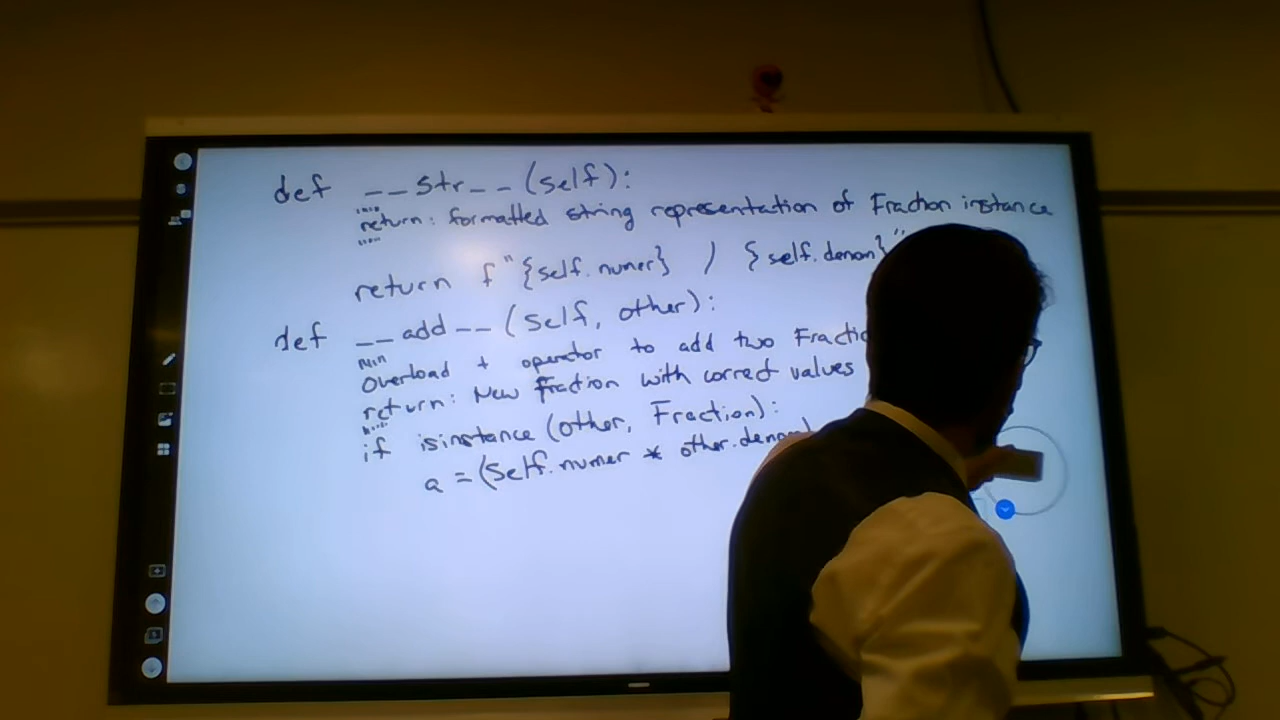 def __str__(self):
"""
return: formatted string representation of Fraction instance
"""
return f"{self.numer} / {self.denom}"
def __add__(self, other):
"""
Overload + operator to add two
return: New Fraction with correct values
"""
if isinstance(other, Fraction):
a = (self.numer * other.denom